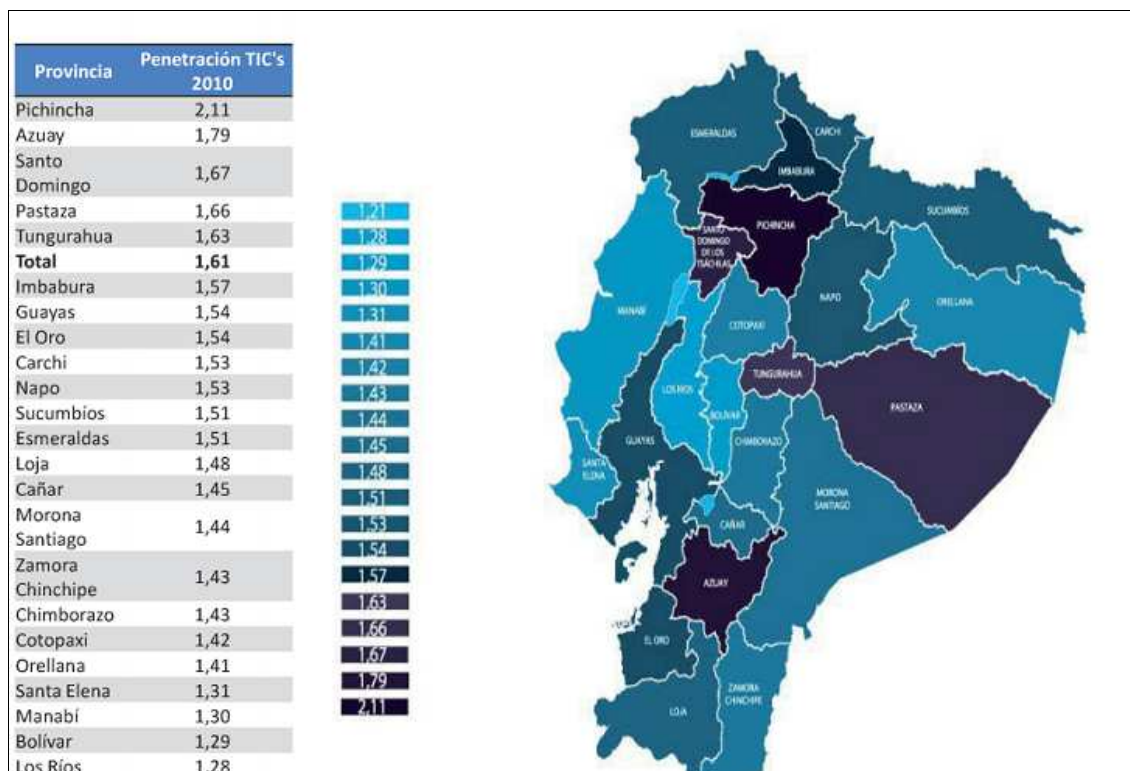 Provincia Penetración TIC's
2010
Pichincha 2,11
Azuay 1,79
Santo
Domingo 1,67
Pastaza 1,66
Tungurahua 1,63
Total 1,61
Imbabura 1,57
Guayas 1,54
El Oro 1,54
Carchi 1,53
Napo 1,53
Sucumbíos 1,51
Esmeraldas 1,51
Loja 1,48
Cañar 1,45
Morona
Santiago 1,44
Zamora
Chinchipe 1,43
Chimborazo 1,43
Cotopaxi 1,42
Orellana 1,41
Santa Elena 1,31
Manabí 1,30
Bolívar 1,29
Los Ríos 1,28
1,21
1,28
1,29
1,30
1,31
1,41
1,42
1,43
1,44
1,45
1,48
1,51
1,53
1,54
1,57
1,63
1,66
1,67
1,79
2,11
ESMERALDAS
CARCHI
IMBABURA
SUCUMBÍOS
PICHINCHA
SANTO
DOMINGO
DE LOS
TSÁCHILAS
NAPO
ORELLANA
MANABÍ
COTOPAXI
TUNGURAHUA
LOS RÍOS
PASTAZA
BOLÍVAR
GUAYAS
CHIMBORAZO
SANTA
ELENA
MORONA
SANTIAGO
CAÑAR
AZUAY
EL ORO
ZAMORA
CHINCHIPE
LOJA